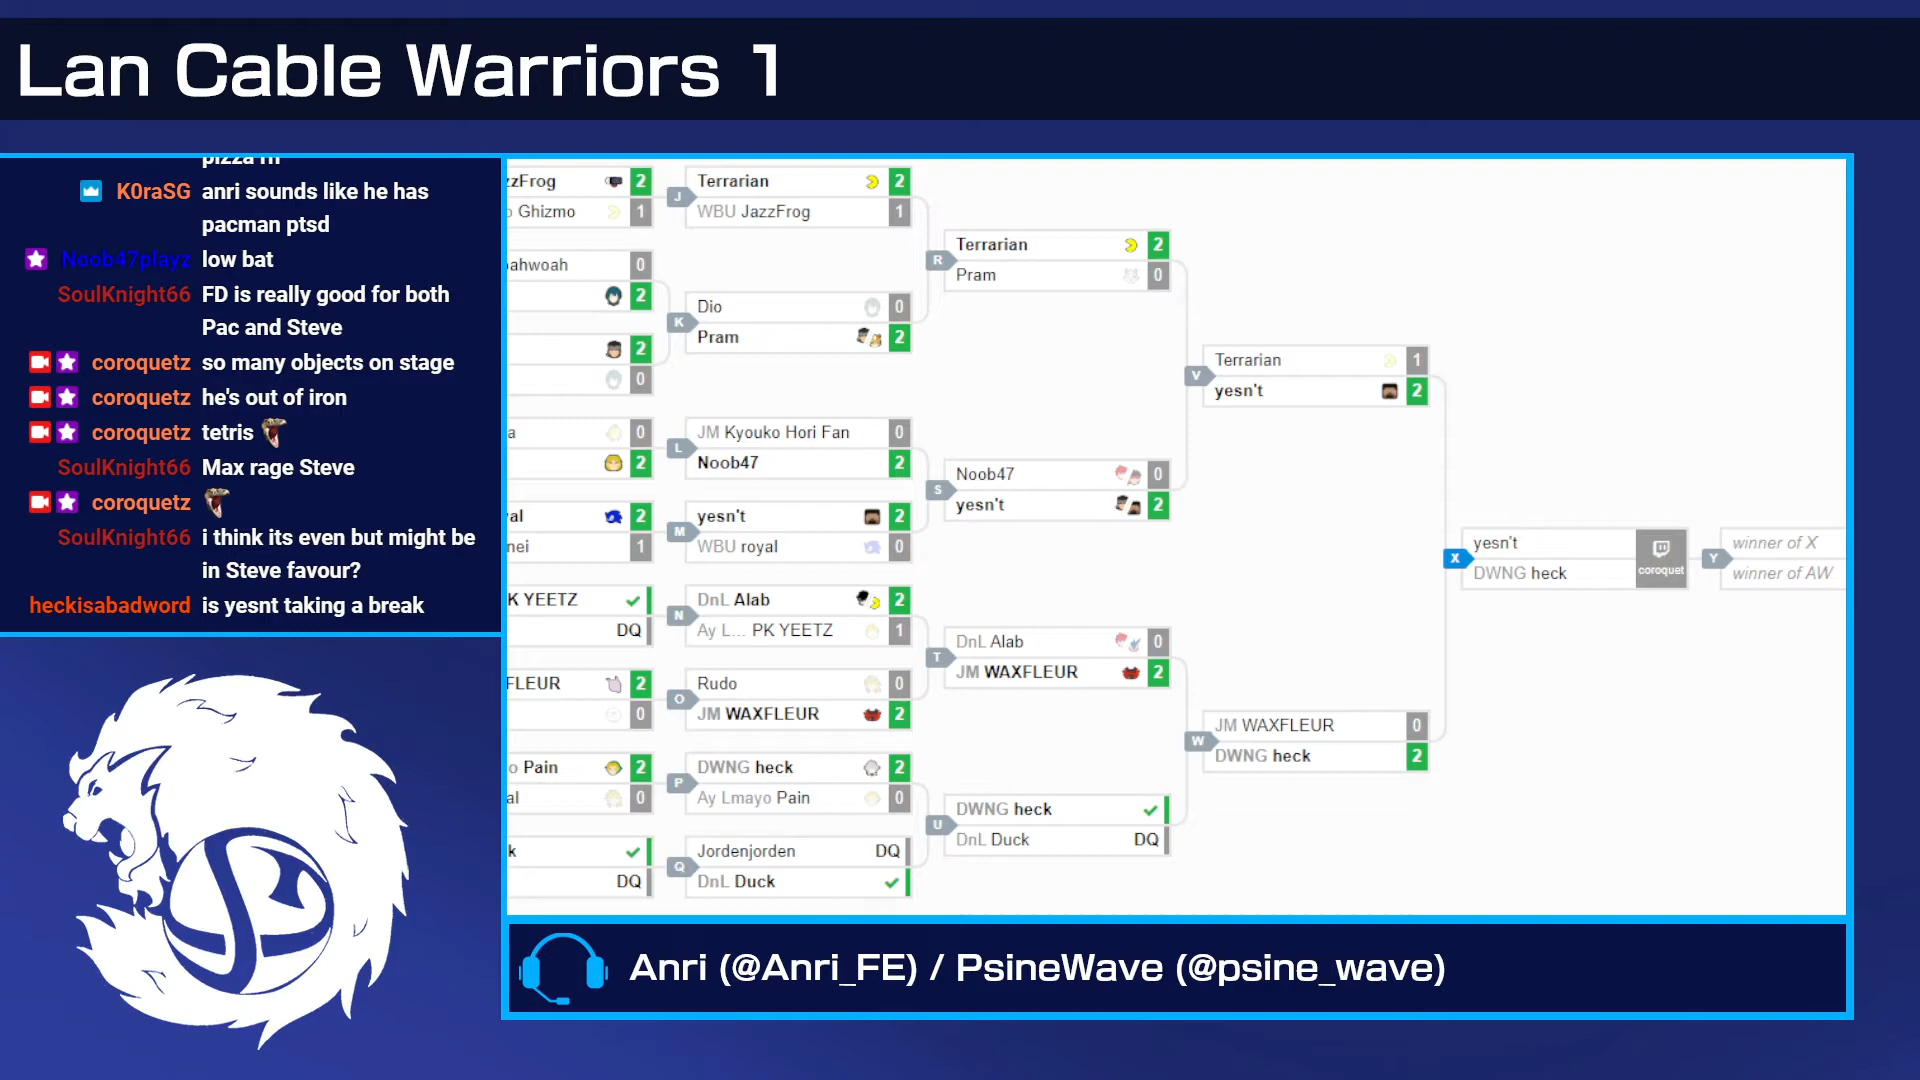 Lan Cable Warriors 1
pizza rn
K0raSG anri sounds like he has
pacman ptsd
Noob47playz low bat
SoulKnight66 FD is really good for both
Pac and Steve
coroquetz so many objects on stage
coroquetz he's out of iron
coroquetz tetris
SoulKnight66 Max rage Steve
coroquetz
SoulKnight66 i think its even but might be
in Steve favour?
heckisabadword is yesnt taking a break
zzFrog 2
o Ghizmo 1
oahwoah 0
2
2
0
a 0
2
yal 2
nei 1
K YEETZ
DQ
FLEUR 2
0
o Pain 2
al 0
k
DQ
J
Terrarian 2
WBU JazzFrog 1
K
Dio 0
Pram 2
L
JM Kyouko Hori Fan 0
Noob47 2
M
yesn't 2
WBU royal 0
N
DnL Alab 2
Ay L... PK YEETZ 1
O
Rudo 0
JM WAXFLEUR 2
P
DWNG heck 2
Ay Lmayo Pain 0
Q
Jordenjorden DQ
DnL Duck
R
Terrarian 2
Pram 0
S
Noob47 0
yesn't 2
T
DnL Alab 0
JM WAXFLEUR 2
U
DWNG heck
DnL Duck DQ
V
Terrarian 1
yesn't 2
W
JM WAXFLEUR 0
DWNG heck 2
X
yesn't
DWNG heck
coroquet
Y
winner of X
winner of AW
Anri (@Anri_FE) / PsineWave (@psine_wave)